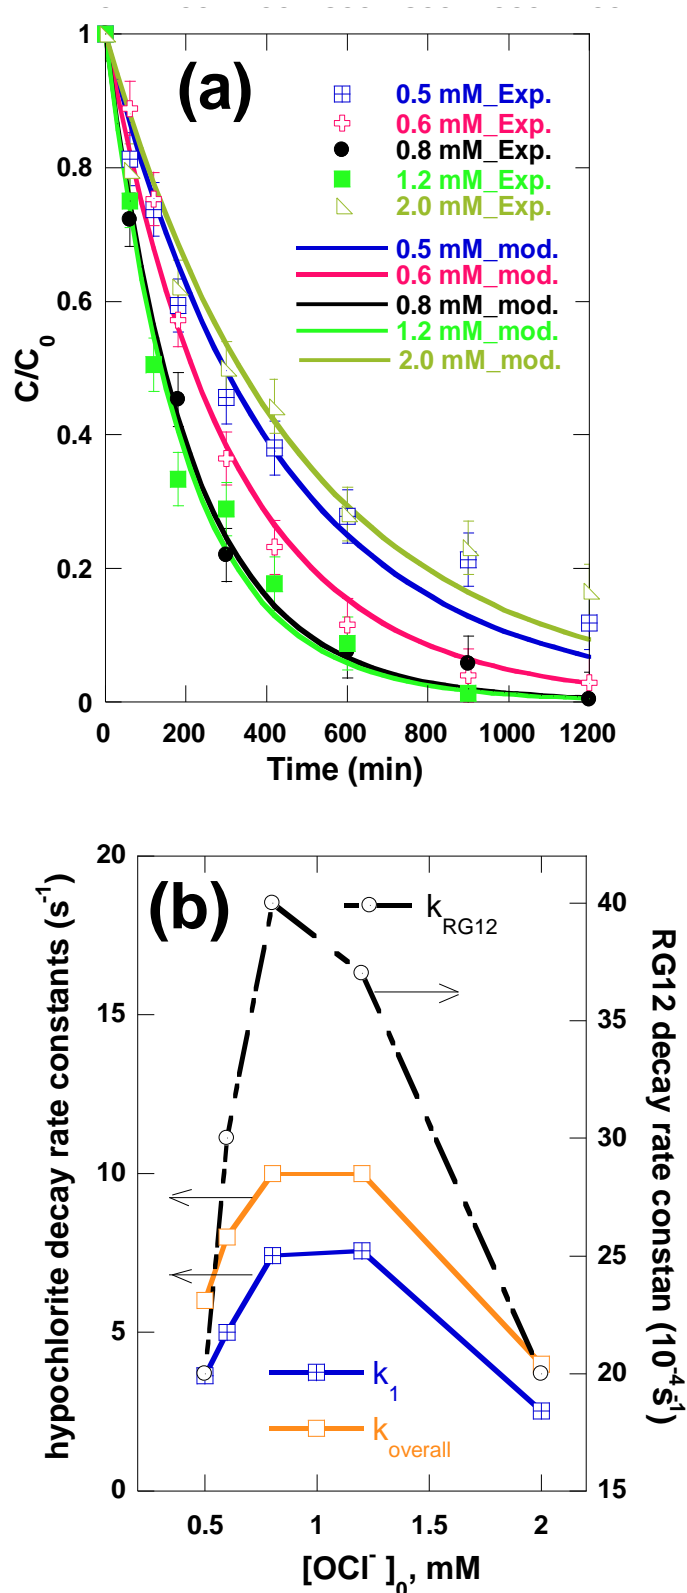 (a)
0.5 mM_Exp.
0.6 mM_Exp.
0.8 mM_Exp.
1.2 mM_Exp.
2.0 mM_Exp.
0.5 mM_mod.
0.6 mM_mod.
0.8 mM_mod.
1.2 mM_mod.
2.0 mM_mod.
C/C0
1
0.8
0.6
0.4
0.2
0
0 200 400 600 800 1000 1200
Time (min)
(b)
kRG12
k1
koverall
hypochlorite decay rate constants (s-1)
20
15
10
5
0
RG12 decay rate constan (10-4 s-1)
40
35
30
25
20
15
0.5 1 1.5 2
[OCl- ]0, mM